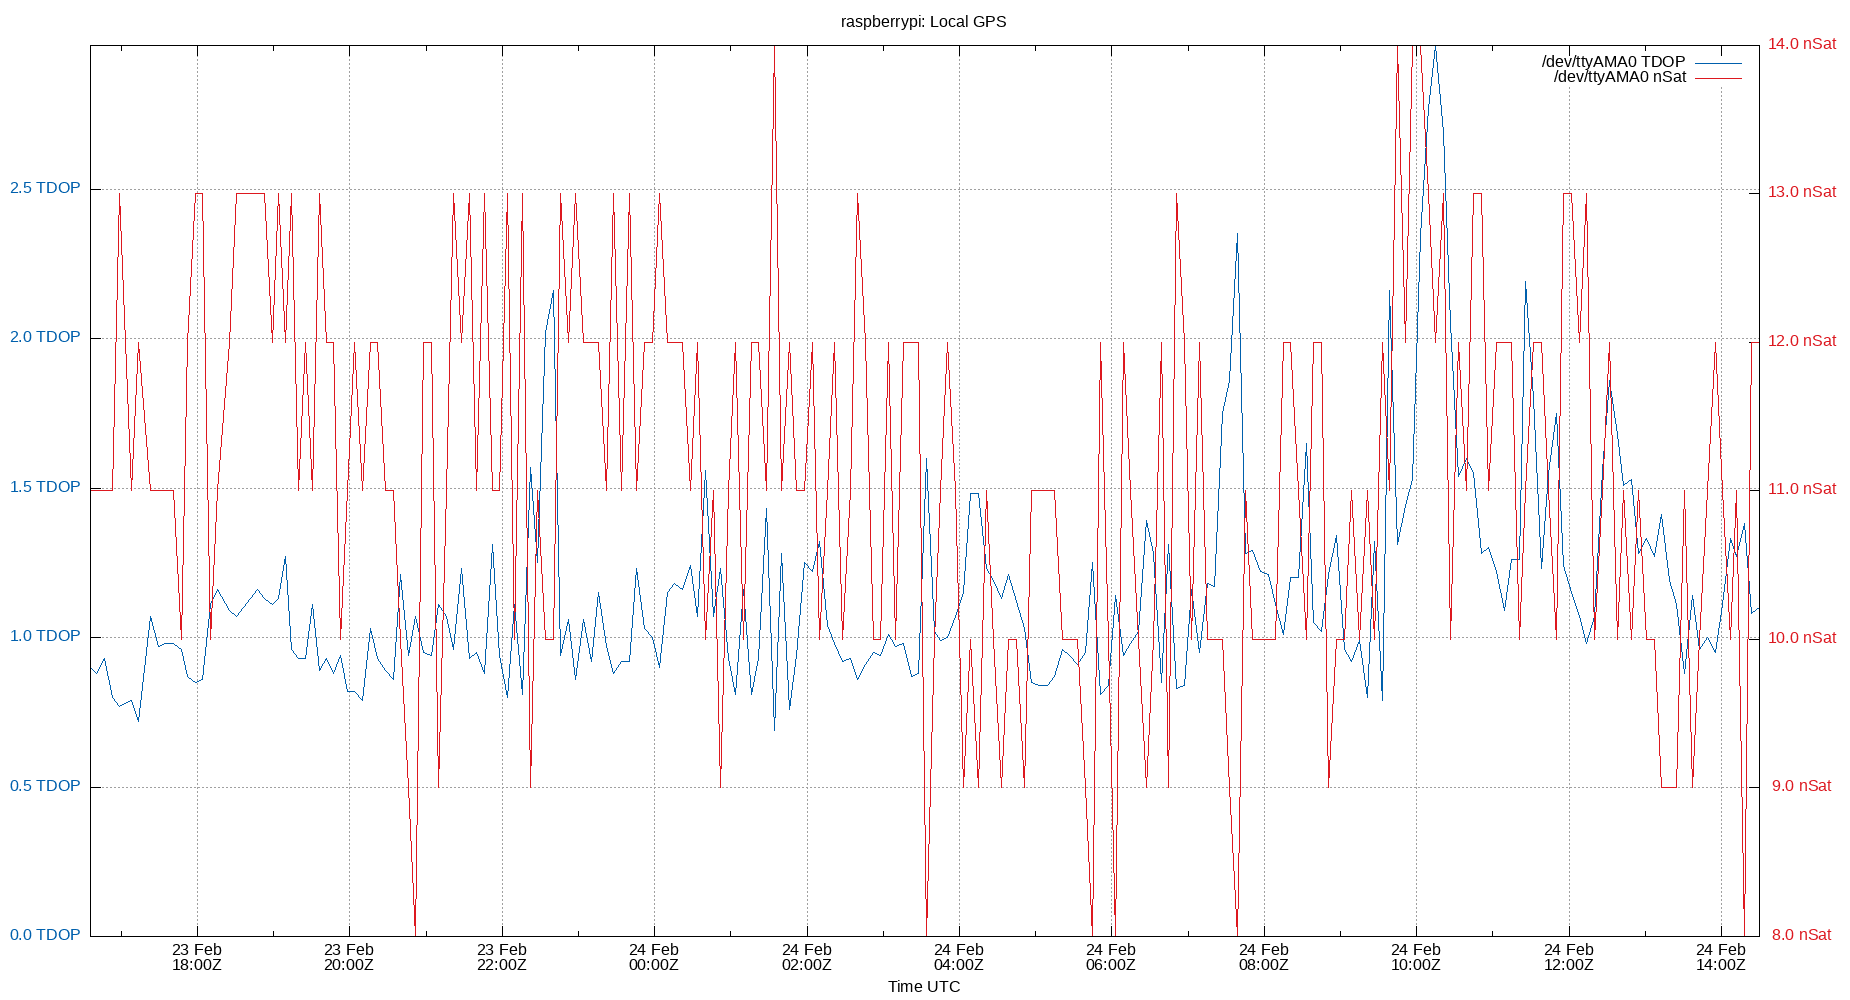 raspberrypi: Local GPS
14.0 nSat
/dev/ttyAMA0 TDOP
/dev/ttyAMA0 nSat
2.5 TDOP
13.0 nSat
2.0 TDOP
12.0 nSat
1.5 TDOP
11.0 nSat
1.0 TDOP
10.0 nSat
0.5 TDOP
9.0 nSat
0.0 TDOP
8.0 nSat
23 Feb 23 Feb 23 Feb 24 Feb 24 Feb 24 Feb 24 Feb 24 Feb 24 Feb 24 Feb 24 Feb
18:00Z 20:00Z 22:00Z 00:00Z 02:00Z 04:00Z 06:00Z 08:00Z 10:00Z 12:00Z 14:00Z
Time UTC